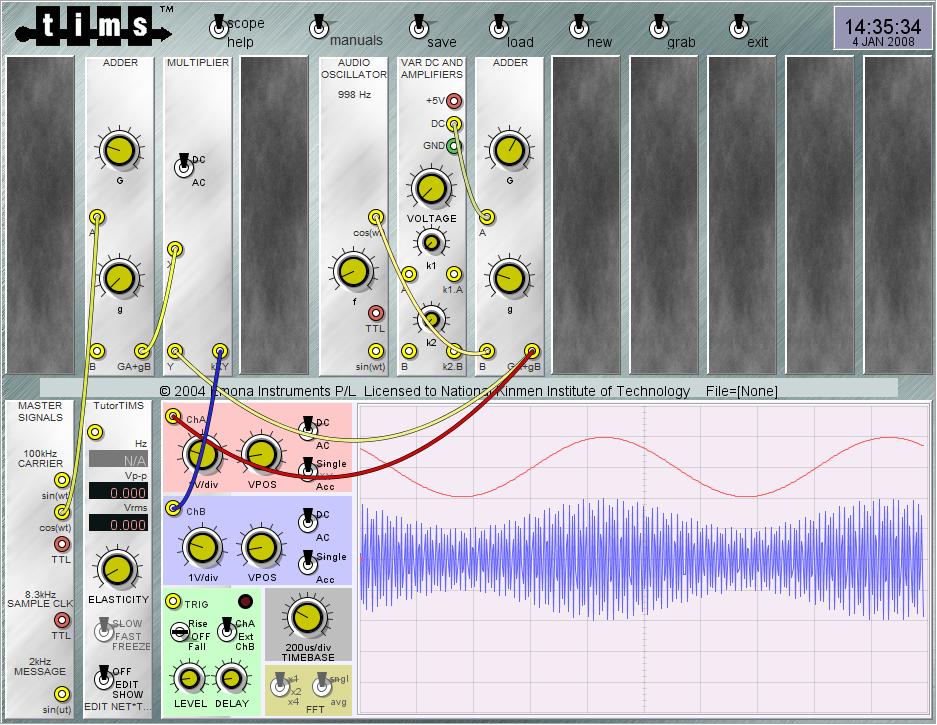 tims TM
scope
help
manuals
save
load
new
grab
exit
14:35:34
4 JAN 2008
ADDER
G
A
g
B GA+gB
MULTIPLIER
DC
AC
X
Y kXY
AUDIO
OSCILLATOR
998 Hz
cos(wt)
f
TTL
sin(wt)
VAR DC AND
AMPLIFIERS
+5V
DC
GND
VOLTAGE
k1
A k1.A
k2
B k2.B
ADDER
G
A
g
B GA+gB
© 2004 Emona Instruments P/L Licensed to National Kinmen Institute of Technology File=[None]
MASTER
SIGNALS
100kHz
CARRIER
sin(wt)
cos(wt)
TTL
8.3kHz
SAMPLE CLK
TTL
2kHz
MESSAGE
sin(ut)
TutorTIMS
Hz
N/A
Vp-p
0.000
Vrms
0.000
ELASTICITY
SLOW
FAST
FREEZE
OFF
EDIT
SHOW
EDIT NET*T...
ChA
DC
AC
Single
Acc
1V/div VPOS
ChB
DC
AC
Single
Acc
1V/div VPOS
TRIG
Rise
OFF
Fall
ChA
Ext
ChB
LEVEL DELAY
200us/div
TIMEBASE
x1
x2
x4
sngl
avg
FFT